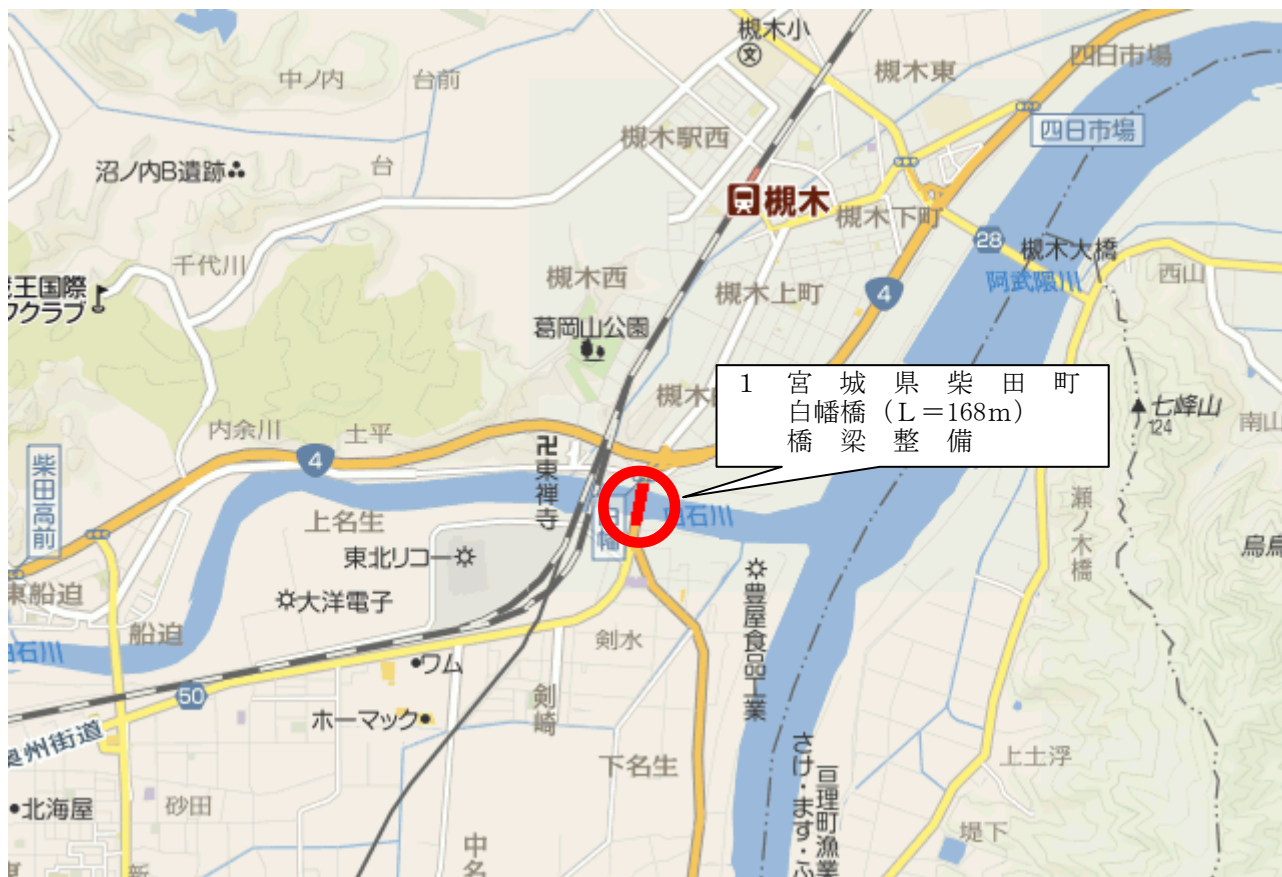 槻木小
四日市場
中ノ内
台前
槻木東
槻木駅西
四日市場
沼ノ内B遺跡
台
槻木
槻木下町
28
槻木大橋
千代川
槻木西
阿武隈川
西山
王国際
クラブ
槻木上町
4
葛岡山公園
1 宮城県柴田町
白幡橋（L＝168m）
橋梁整備
七峰山
124
南山
内余川
土平
4
柴田高前
東禅寺
上名生
白石川
白幡
瀬ノ木橋
東北リコー
大洋電子
東船迫
船迫
白石川
豊屋食品工業
剣水
ワム
50
剣崎
ホーマック
奥州街道
下名生
上土浮
さけ・ます・ふ
亘理町漁業
北海屋
砂田
堤下
中名
新